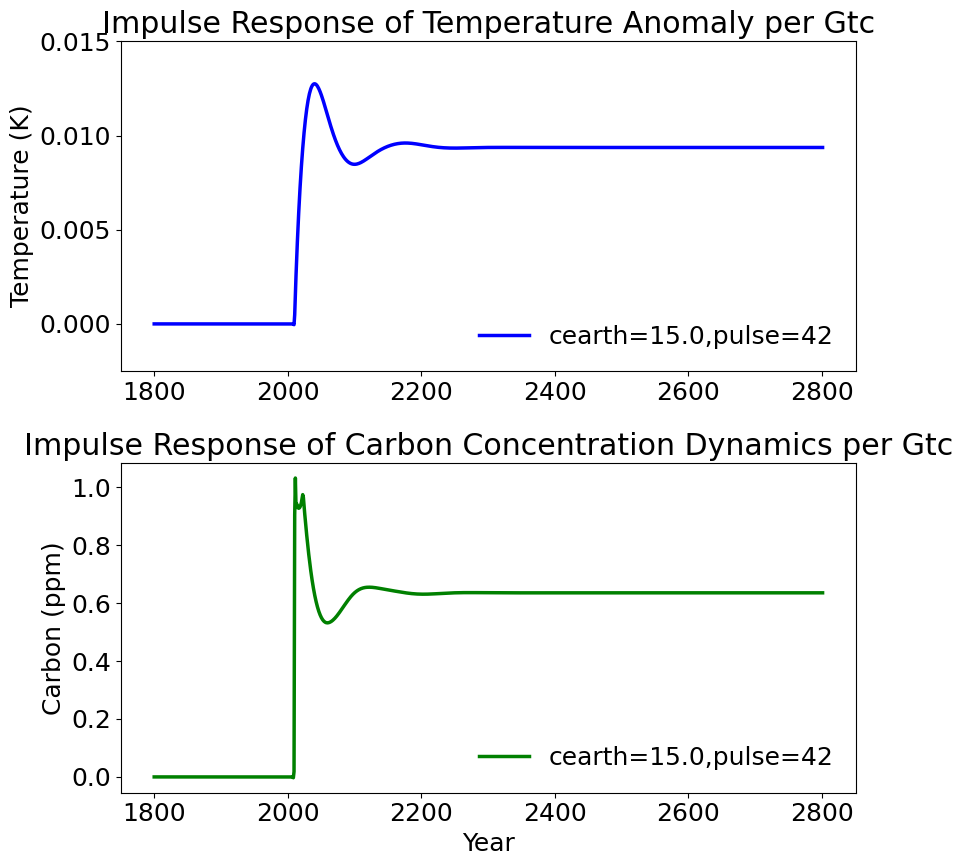 Impulse Response of Temperature Anomaly per Gtc
0.015
0.010
0.005
0.000
Temperature (K)
cearth=15.0,pulse=42
1800 2000 2200 2400 2600 2800
Impulse Response of Carbon Concentration Dynamics per Gtc
1.0
0.8
0.6
0.4
0.2
0.0
Carbon (ppm)
cearth=15.0,pulse=42
1800 2000 2200 2400 2600 2800
Year